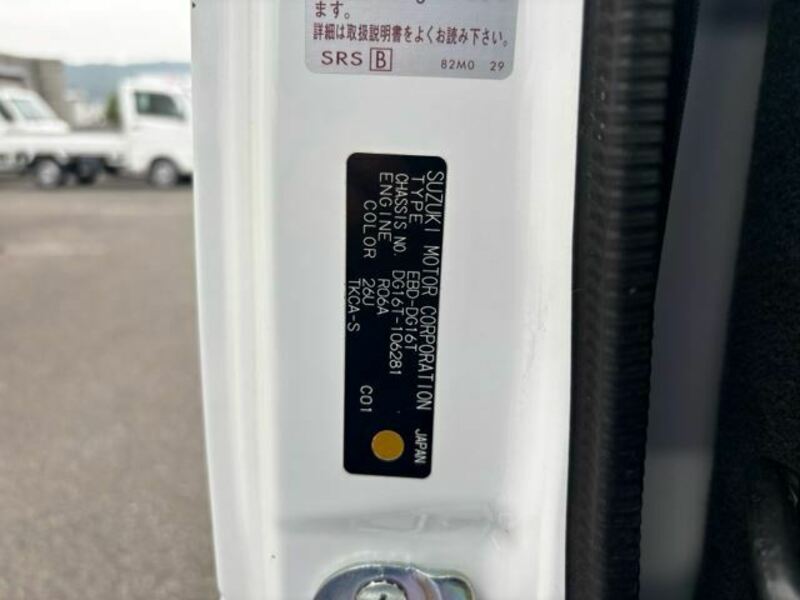 ます。
詳細は取扱説明書をよくお読み下さい。
SRS B 82M0 29
SUZUKI MOTOR CORPORATION JAPAN
TYPE EBD-DG16T
CHASSIS NO. DG16T-106281
ENGINE R06A
COLOR 26U C01
TKCA-S